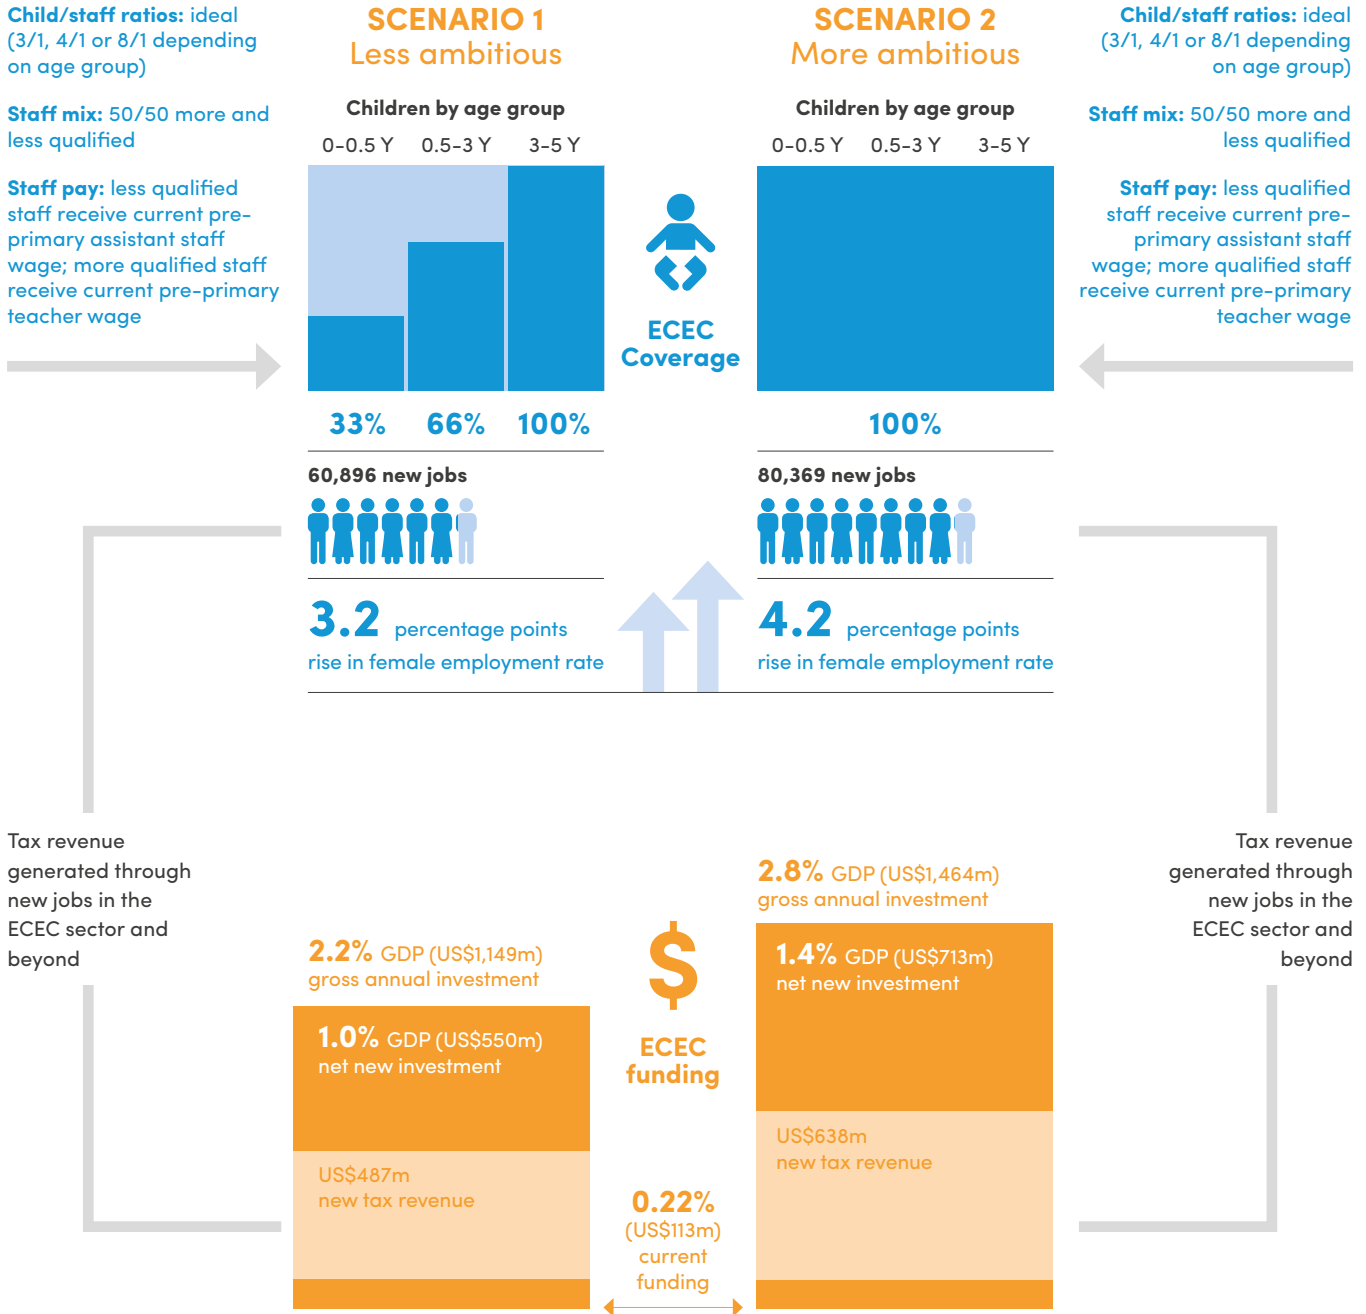 Child/staff ratios: ideal
(3/1, 4/1 or 8/1 depending
on age group)
Staff mix: 50/50 more and
less qualified
Staff pay: less qualified
staff receive current pre-
primary assistant staff
wage; more qualified staff
receive current pre-primary
teacher wage
SCENARIO 1
Less ambitious
Children by age group
0-0.5 Y 0.5-3 Y 3-5 Y
33% 66% 100%
60,896 new jobs
3.2 percentage points
rise in female employment rate
ECEC
Coverage
SCENARIO 2
More ambitious
Children by age group
0-0.5 Y 0.5-3 Y 3-5 Y
100%
80,369 new jobs
4.2 percentage points
rise in female employment rate
Child/staff ratios: ideal
(3/1, 4/1 or 8/1 depending
on age group)
Staff mix: 50/50 more and
less qualified
Staff pay: less qualified
staff receive current pre-
primary assistant staff
wage; more qualified staff
receive current pre-primary
teacher wage
Tax revenue
generated through
new jobs in the
ECEC sector and
beyond
2.2% GDP (US$1,149m)
gross annual investment
1.0% GDP (US$550m)
net new investment
US$487m
new tax revenue
$
ECEC
funding
0.22%
(US$113m)
current
funding
2.8% GDP (US$1,464m)
gross annual investment
1.4% GDP (US$713m)
net new investment
US$638m
new tax revenue
Tax revenue
generated through
new jobs in the
ECEC sector and
beyond